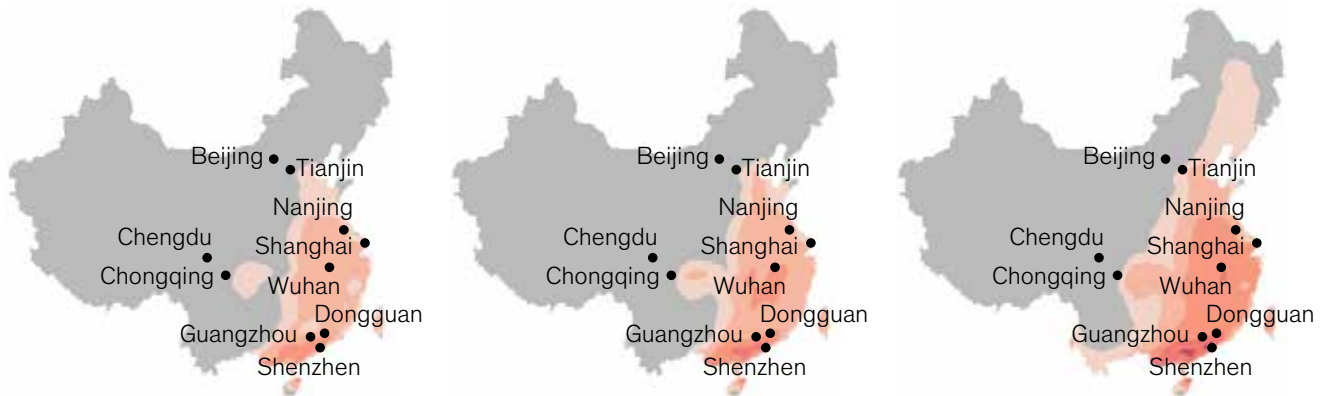 Beijing
Tianjin
Nanjing
Chengdu
Shanghai
Chongqing
Wuhan
Dongguan
Guangzhou
Shenzhen
Beijing
Tianjin
Nanjing
Chengdu
Shanghai
Chongqing
Wuhan
Dongguan
Guangzhou
Shenzhen
Beijing
Tianjin
Nanjing
Chengdu
Shanghai
Chongqing
Wuhan
Dongguan
Guangzhou
Shenzhen